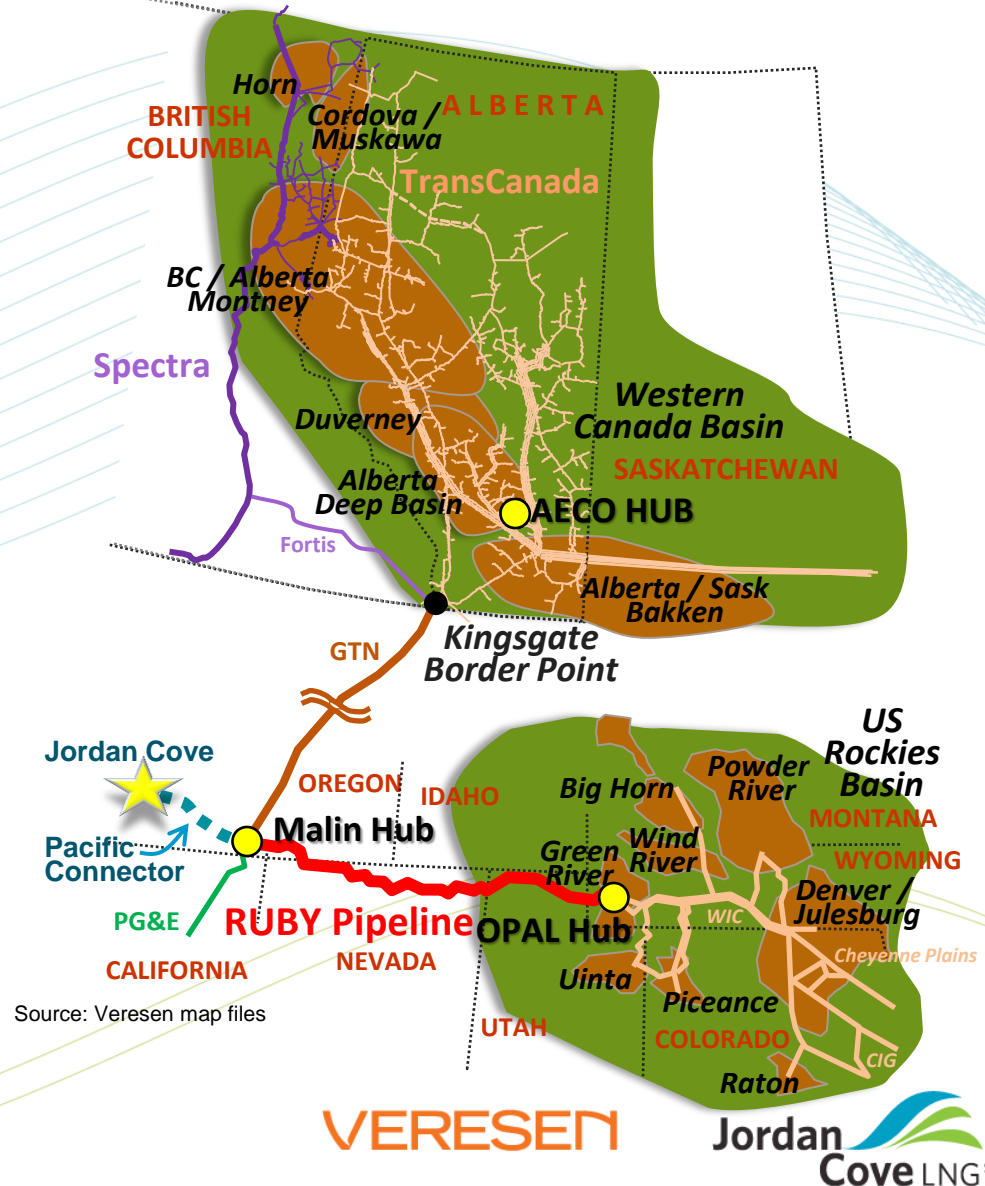 Horn
BRITISH
COLUMBIA
Cordova /
Muskawa
ALBERTA
TransCanada
BC / Alberta
Montney
Spectra
Western
Canada Basin
Duverney
SASKATCHEWAN
Alberta
Deep Basin
AECO HUB
Fortis
Alberta / Sask
Bakken
Kingsgate
Border Point
GTN
US
Rockies
Basin
Jordan Cove
OREGON
IDAHO
Big Horn
Powder
River
MONTANA
Malin Hub
Pacific
Connector
Green
River
Wind
River
WYOMING
Denver /
Julesburg
PG&E
RUBY Pipeline
OPAL Hub
WIC
Cheyenne Plains
CALIFORNIA
NEVADA
Uinta
Piceance
Source: Veresen map files
UTAH
COLORADO
CIG
Raton
VERESEN
Jordan
Cove LNG